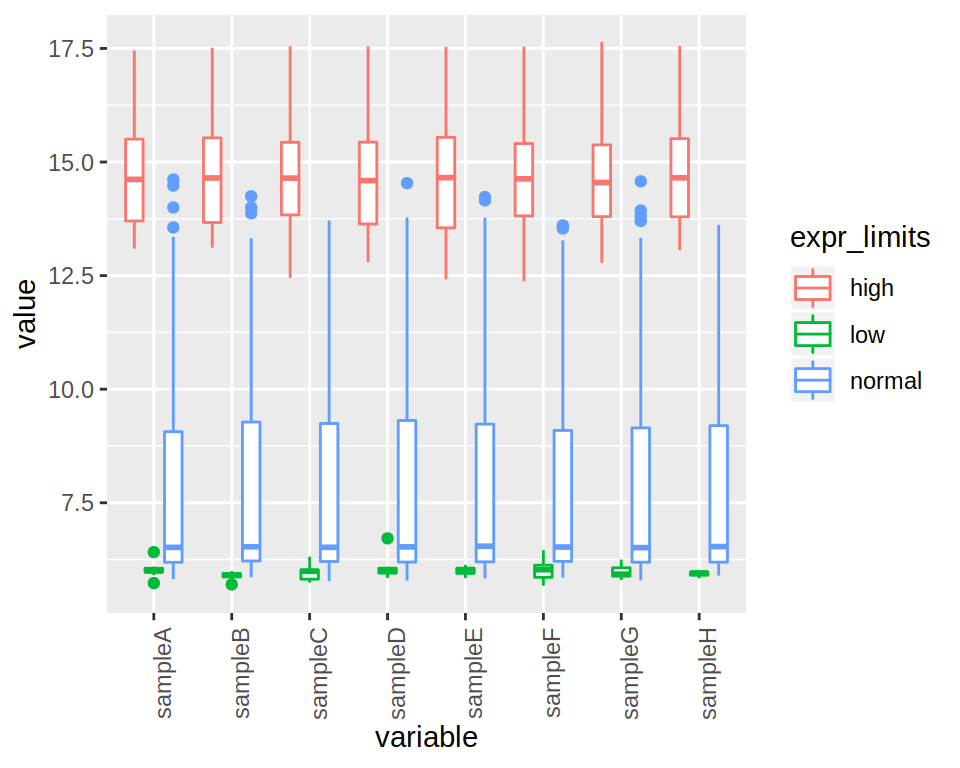 17.5
15.0
12.5
10.0
7.5
value
sampleA
sampleB
sampleC
sampleD
sampleE
sampleF
sampleG
sampleH
variable
expr_limits
high
low
normal